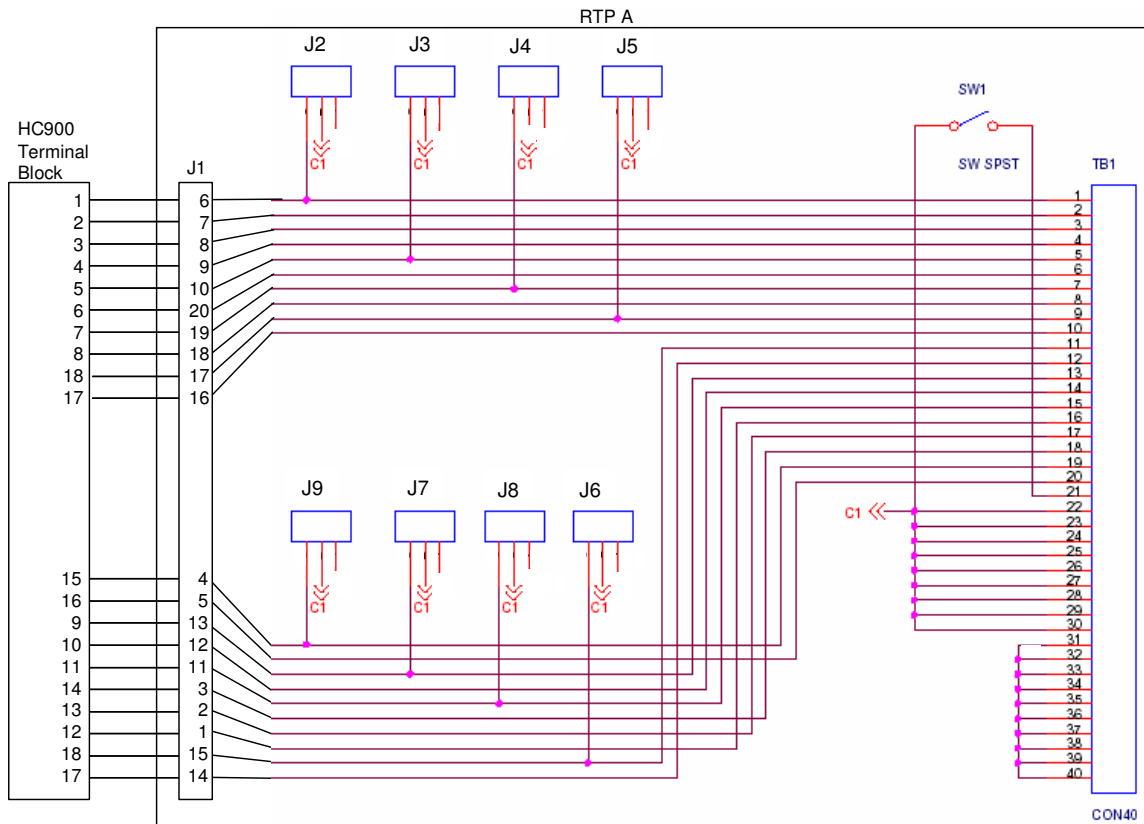 RTP A
J2 J3 J4 J5
SW1
HC900
Terminal
Block
J1
C1 C1 C1 C1
SW SPST
TB1
1 6 1
2 7 2
3 8 3
4 9 4
5 10 5
6 20 6
7 19 7
8 18 8
18 17 9
17 16 10
11
12
13
14
15
16
17
18
19
20
21
J9 J7 J8 J6
C1 22
23
24
25
26
27
28
29
30
31
32
33
34
35
36
37
38
39
40
C1 C1 C1 C1
15 4
16 5
9 13
10 12
11 11
14 3
13 2
12 1
18 15
17 14
CON40